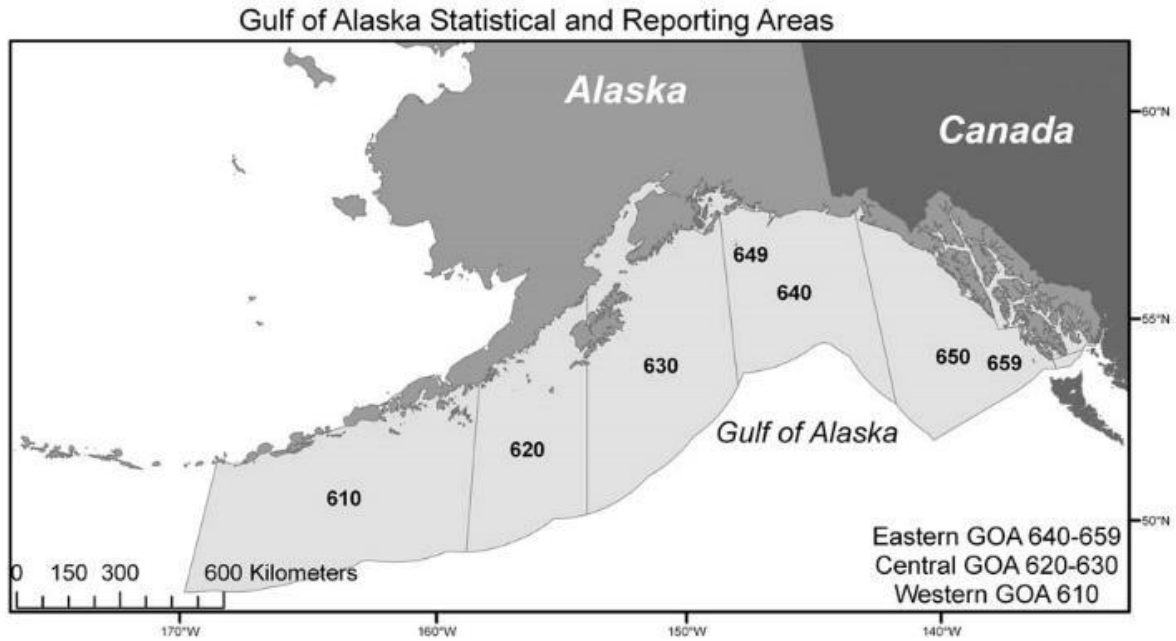 Gulf of Alaska Statistical and Reporting Areas
Alaska
Canada
60°N
649
640
55°N
630
650
659
Gulf of Alaska
620
610
50°N
Eastern GOA 640-659
Central GOA 620-630
Western GOA 610
0 150 300 600 Kilometers
170°W 160°W 150°W 140°W